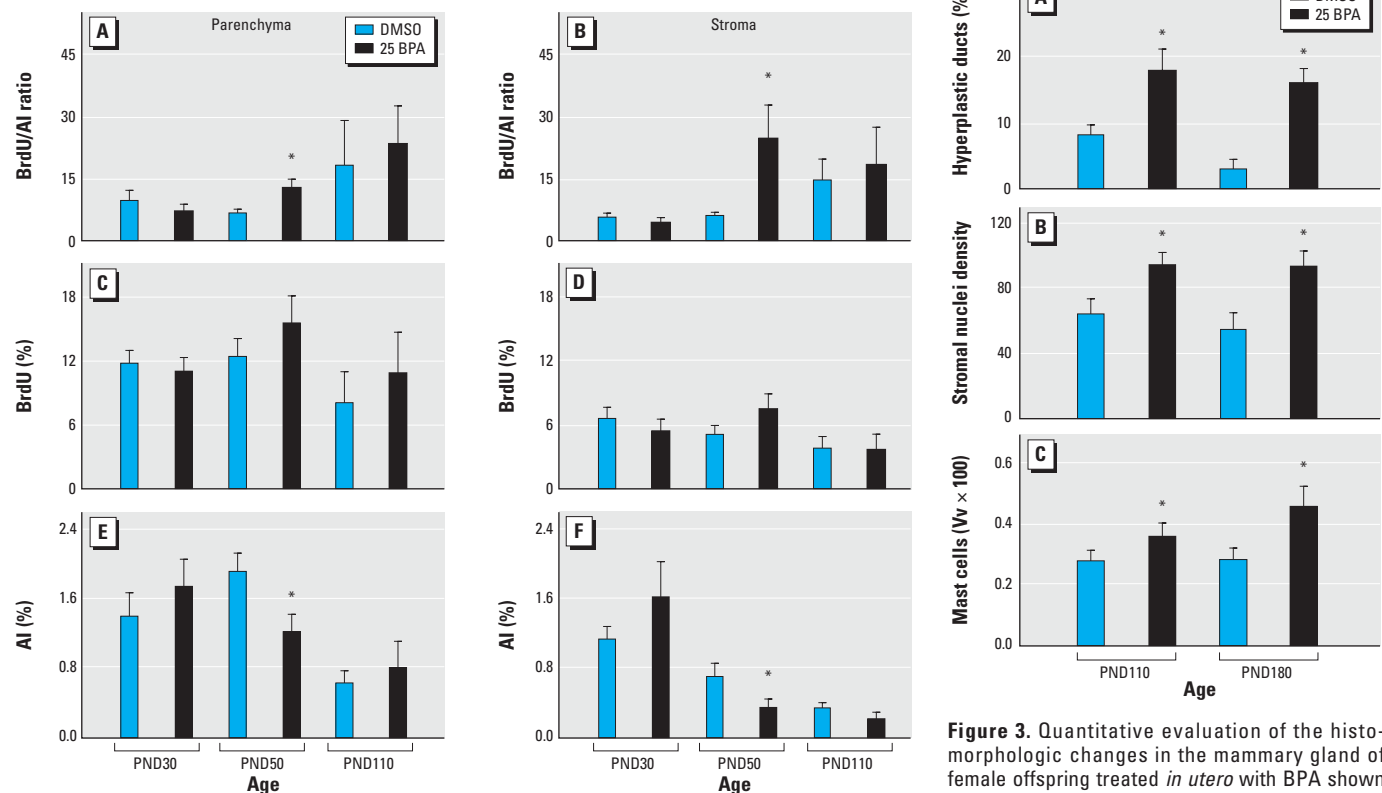 A
Parenchyma
DMSO
25 BPA
BrdU/AI ratio
45
30
15
0
B
Stroma
BrdU/AI ratio
45
30
15
0
*
*
C
BrdU (%)
18
12
6
0
D
BrdU (%)
18
12
6
0
E
AI (%)
2.4
1.6
0.8
0.0
*
PND30 PND50 PND110
Age
F
AI (%)
2.4
1.6
0.8
0.0
*
PND30 PND50 PND110
Age
25 BPA
Hyperplastic ducts (%
20
10
0
* *
B
Stromal nuclei density
120
80
40
0
* *
C
Mast cells (Vv × 100)
0.6
0.4
0.2
0.0
* *
PND110 PND180
Age
Figure 3. Quantitative evaluation of the histo-
morphologic changes in the mammary gland of
female offspring treated in utero with BPA shown